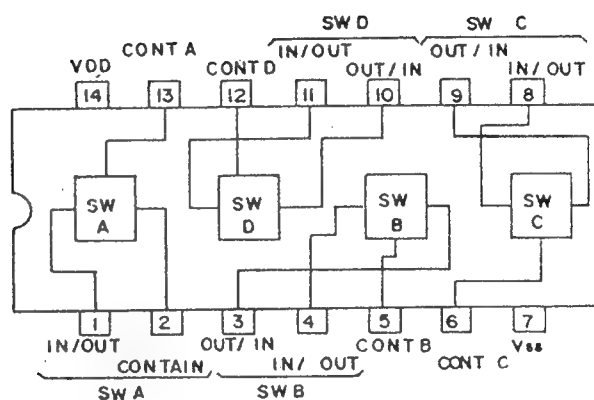 SW D SW C
CONT A IN/OUT OUT/IN
VDD CONT D OUT/IN IN/OUT
14 13 12 11 10 9 8
SW A
SW D
SW B
SW C
1 2 3 4 5 6 7
IN/OUT OUT/IN CONT B Vss
CONTAIN IN/ OUT CONT C
SW A SW B